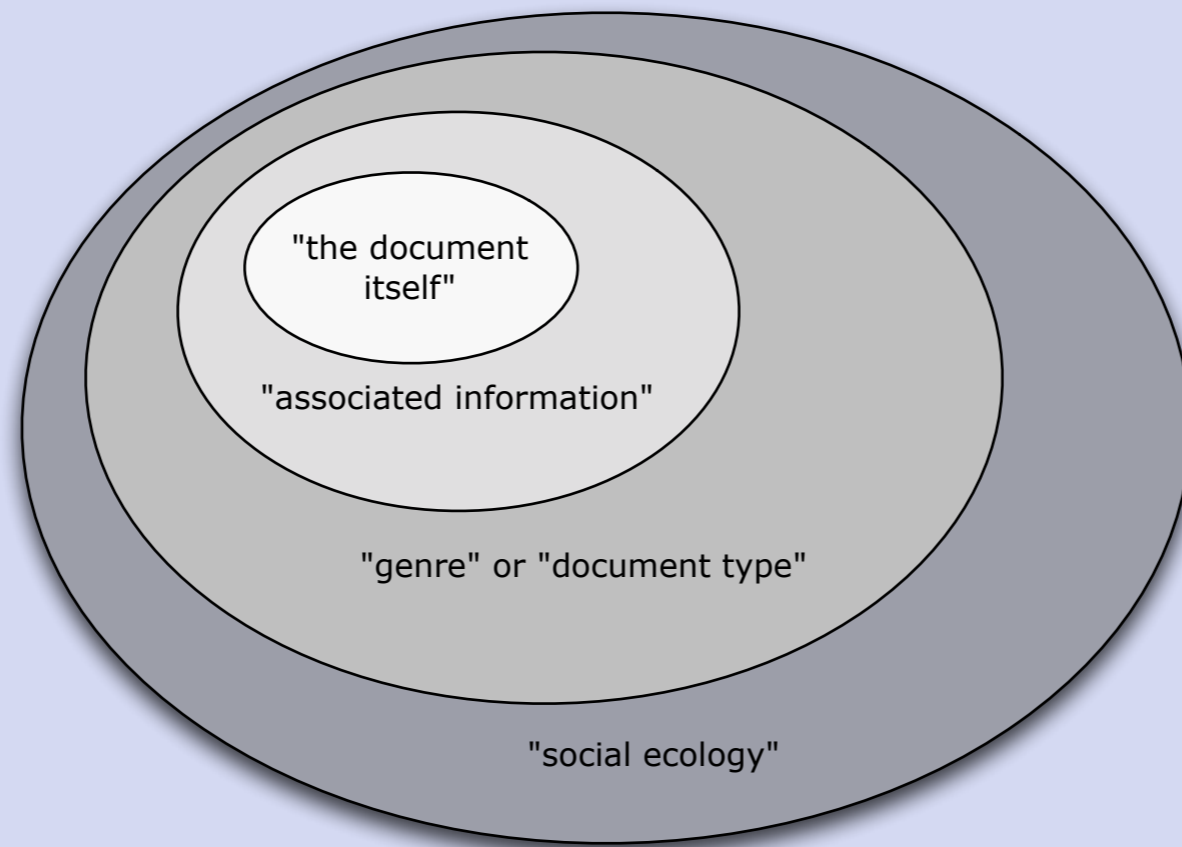 "the document
itself"
"associated information"
"genre" or "document type"
"social ecology"